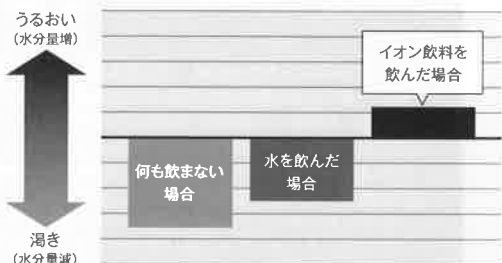 うるおい
(水分量増)
イオン飲料を
飲んだ場合
何も飲まない
場合
水を飲んだ
場合
渇き
(水分量減)